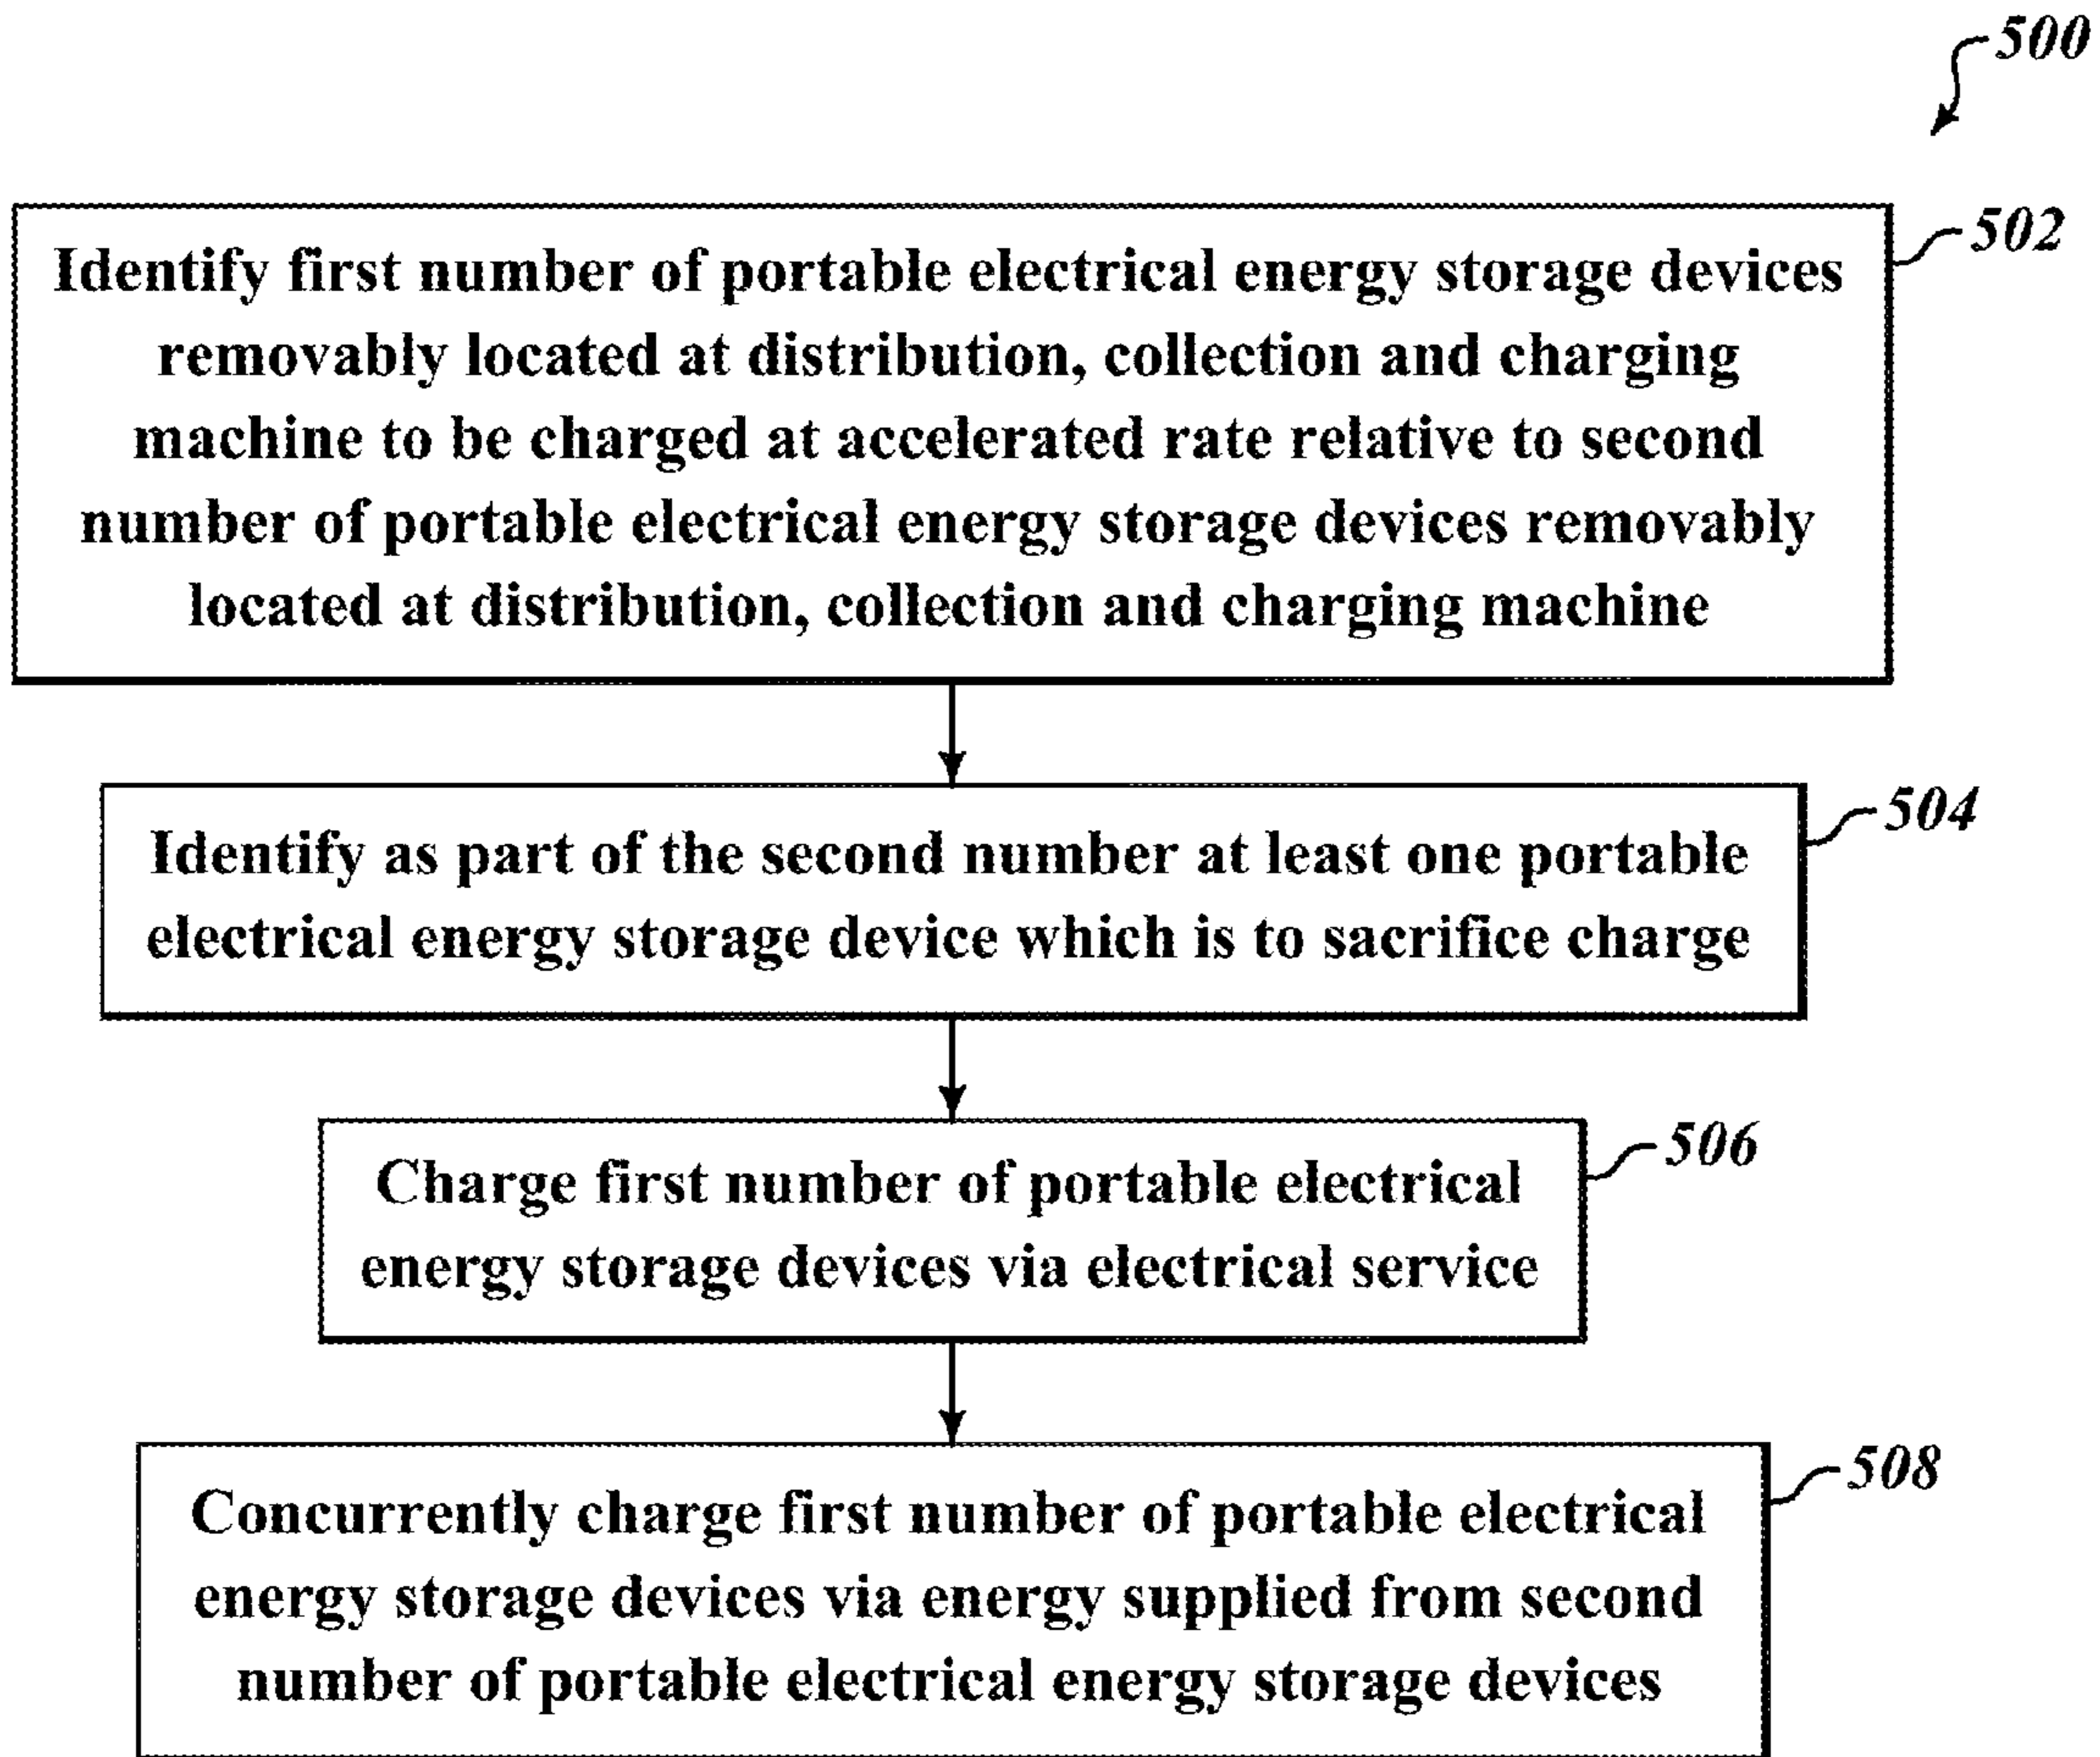 500
502
Identify first number of portable electrical energy storage devices
removably located at distribution, collection and charging
machine to be charged at accelerated rate relative to second
number of portable electrical energy storage devices removably
located at distribution, collection and charging machine
504
Identify as part of the second number at least one portable
electrical energy storage device which is to sacrifice charge
506
Charge first number of portable electrical
energy storage devices via electrical service
508
Concurrently charge first number of portable electrical
energy storage devices via energy supplied from second
number of portable electrical energy storage devices